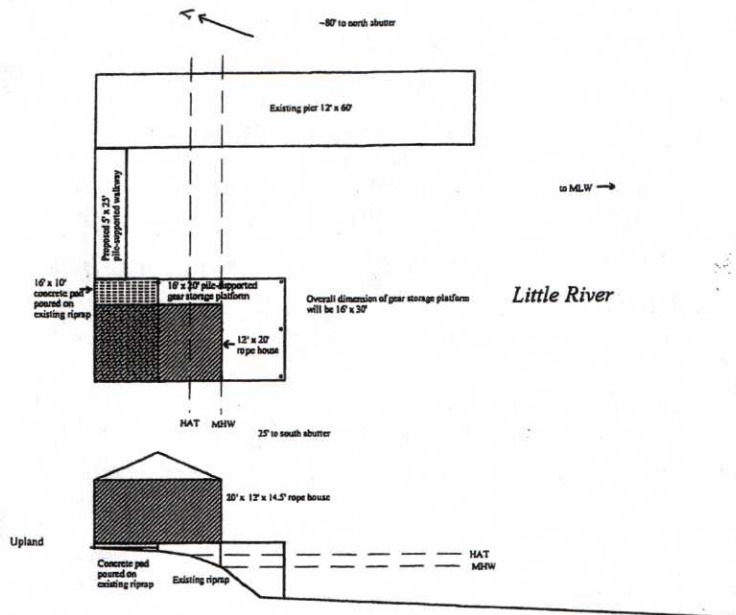 ~80' to north abutter
Existing pier 12' x 60'
to MLW
Proposed 5' x 25'
pile-supported walkway
16' x 10'
concrete pad
poured on
existing riprap
16' x 20' pile-supported
gear storage platform
Overall dimension of gear storage platform
will be 16' x 30'
Little River
12' x 20'
rope house
HAT MHW
25' to south abutter
20' x 12' x 14.5' rope house
Upland
HAT
MHW
Concrete pad
poured on
existing riprap
Existing riprap